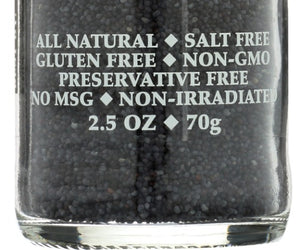 ALL NATURAL ◆ SALT FREE
GLUTEN FREE ◆ NON-GMO
PRESERVATIVE FREE
NO MSG ◆ NON-IRRADIATED
2.5 OZ ◆ 70g